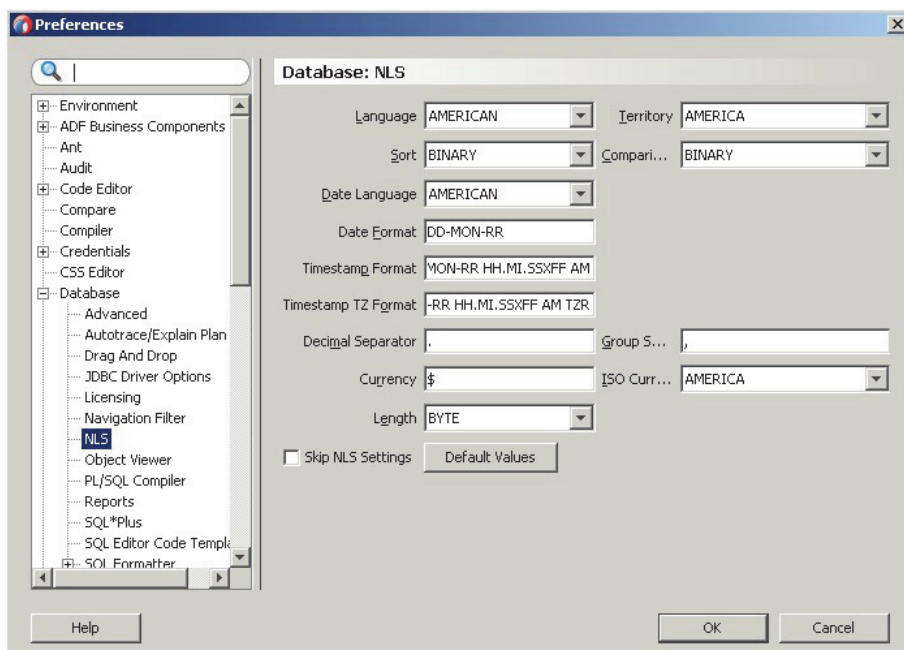 Preferences
Environment
ADF Business Components
Ant
Audit
Code Editor
Compare
Compiler
Credentials
CSS Editor
Database
Advanced
Autotrace/Explain Plan
Drag And Drop
JDBC Driver Options
Licensing
Navigation Filter
NLS
Object Viewer
PL/SQL Compiler
Reports
SQL*Plus
SQL Editor Code Templa
SQL Formatter
Database: NLS
Language AMERICAN Territory AMERICA
Sort BINARY Compari... BINARY
Date Language AMERICAN
Date Format DD-MON-RR
Timestamp Format MON-RR HH.MI.SSXFF AM
Timestamp TZ Format -RR HH.MI.SSXFF AM TZR
Decimal Separator . Group S... ,
Currency $ ISO Curr... AMERICA
Length BYTE
Skip NLS Settings Default Values
Help OK Cancel